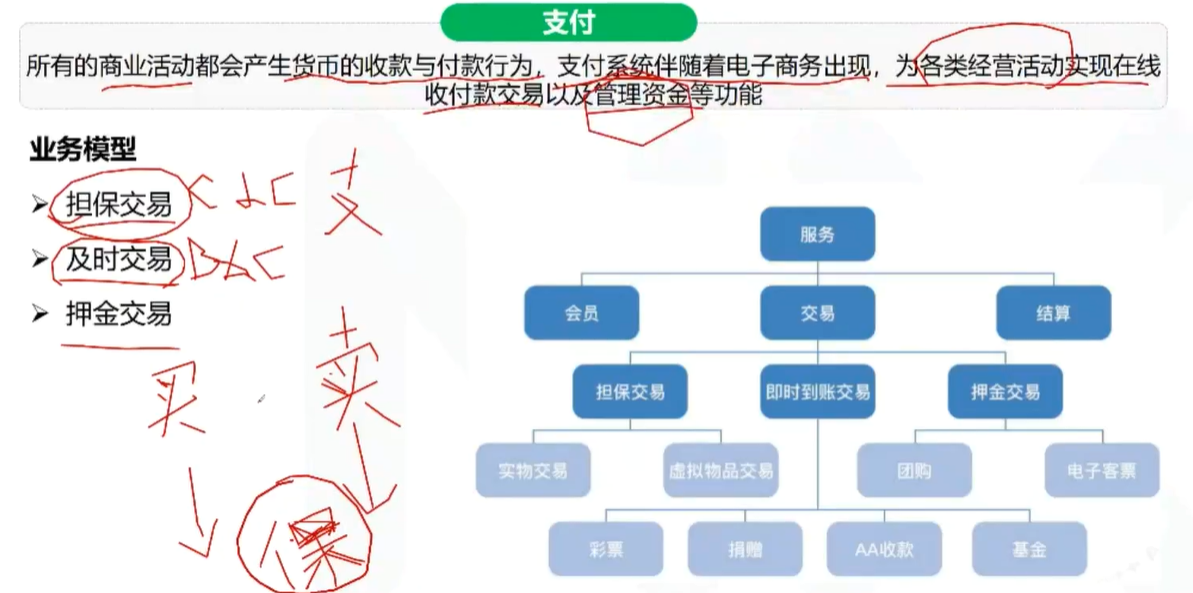 支付
所有的商业活动都会产生货币的收款与付款行为，支付系统伴随着电子商务出现，为各类经营活动实现在线
收付款交易以及管理资金等功能
业务模型
担保交易 C2C 支
及时交易 B2C
押金交易
买 卖
保
服务
会员 交易 结算
担保交易 即时到账交易 押金交易
实物交易 虚拟物品交易 团购 电子客票
彩票 捐赠 AA收款 基金